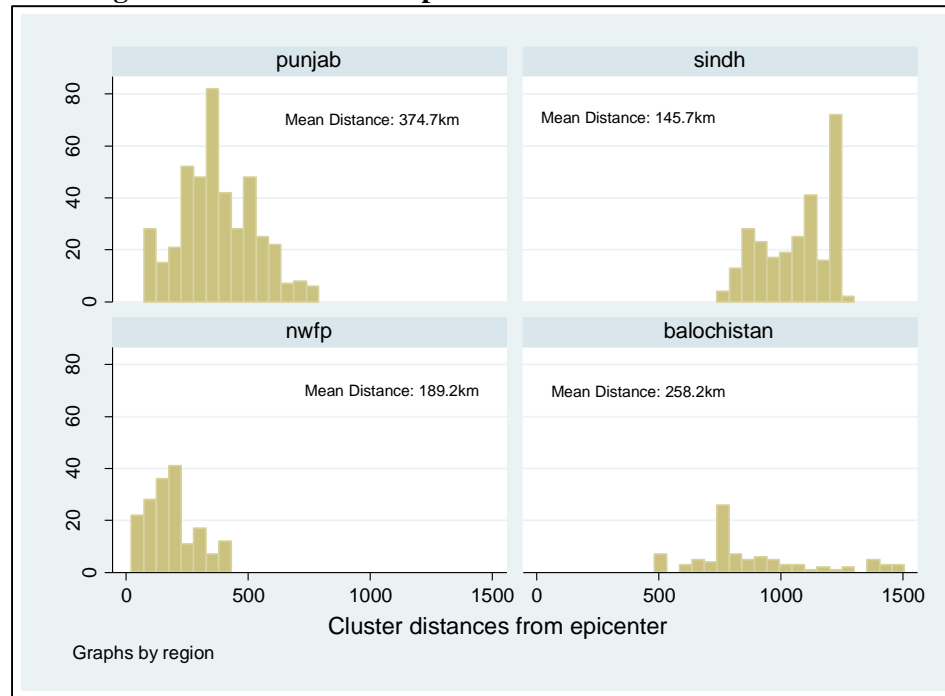 punjab
sindh
80
60
40
20
0
Mean Distance: 374.7km
Mean Distance: 145.7km
nwfp
balochistan
80
60
40
20
0
Mean Distance: 189.2km
Mean Distance: 258.2km
0 500 1000 1500 0 500 1000 1500
Cluster distances from epicenter
Graphs by region